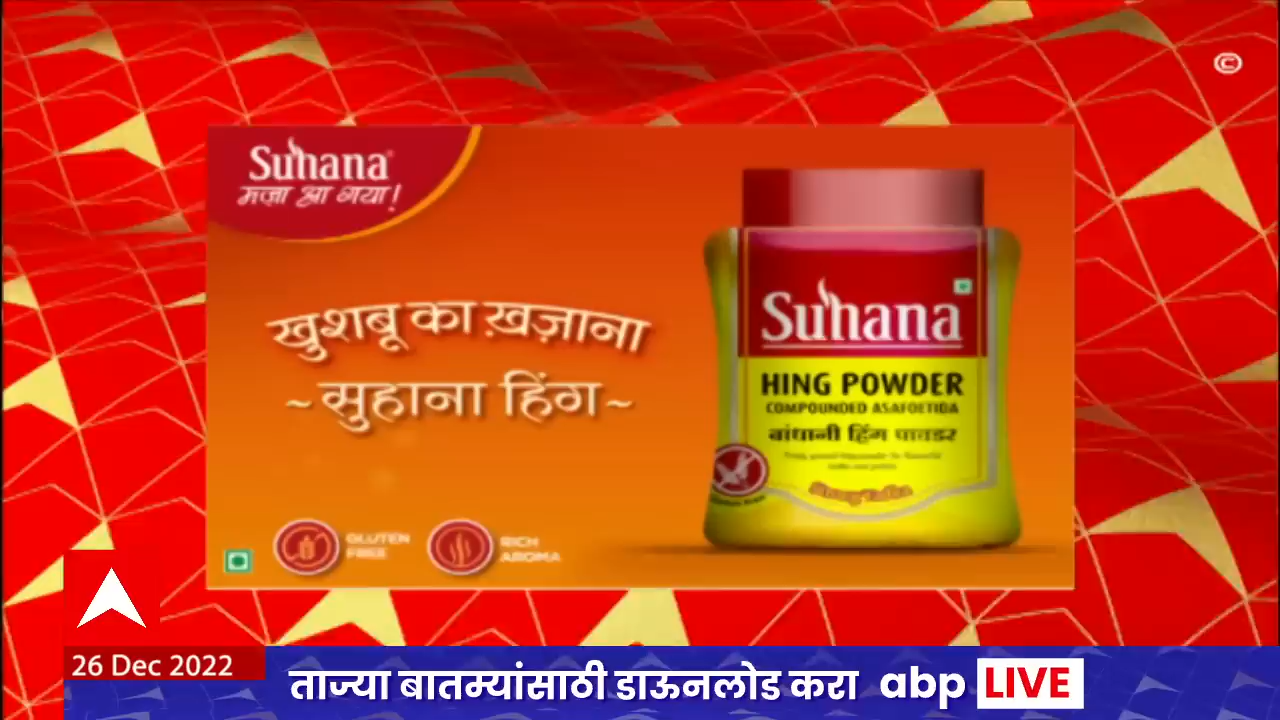 ©
Suhana
मज़ा आ गया!
खुशबू का ख़ज़ाना
~ सुहाना हिंग ~
GLUTEN
FREE
RICH
AROMA
Suhana
HING POWDER
COMPOUNDED ASAFOETIDA
बांधानी हिंग पावडर
26 Dec 2022
ताज्या बातम्यांसाठी डाऊनलोड करा abp LIVE